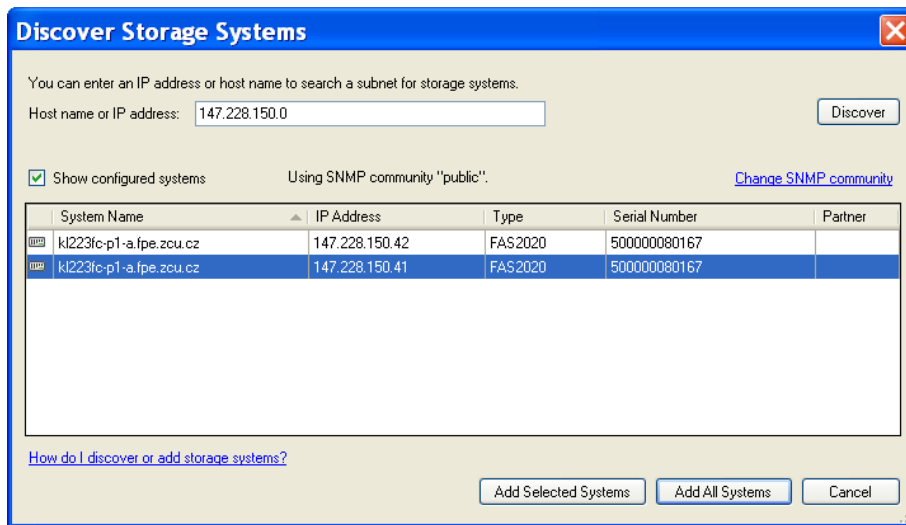 Discover Storage Systems
You can enter an IP address or host name to search a subnet for storage systems.
Host name or IP address: 147.228.150.0 Discover
Show configured systems Using SNMP community "public". Change SNMP community
System Name IP Address Type Serial Number Partner
kl223fc-p1-a.fpe.zcu.cz 147.228.150.42 FAS2020 500000080167
kl223fc-p1-a.fpe.zcu.cz 147.228.150.41 FAS2020 500000080167
How do I discover or add storage systems?
Add Selected Systems Add All Systems Cancel